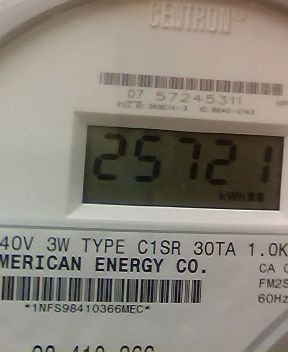 CENTRON®
07 57245311
25721
kWh
40V 3W TYPE C1SR 30TA 1.0K
MERICAN ENERGY CO.
CA 0
FM2S
60Hz
*1NFS98410366MEC*